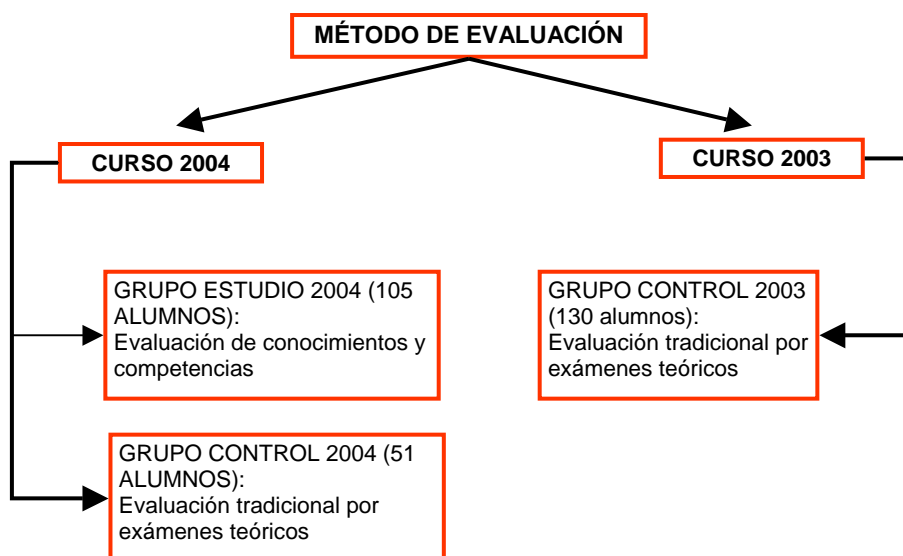 MÉTODO DE EVALUACIÓN
CURSO 2004
CURSO 2003
GRUPO ESTUDIO 2004 (105
ALUMNOS):
Evaluación de conocimientos y
competencias
GRUPO CONTROL 2003
(130 alumnos):
Evaluación tradicional por
exámenes teóricos
GRUPO CONTROL 2004 (51
ALUMNOS):
Evaluación tradicional por
exámenes teóricos